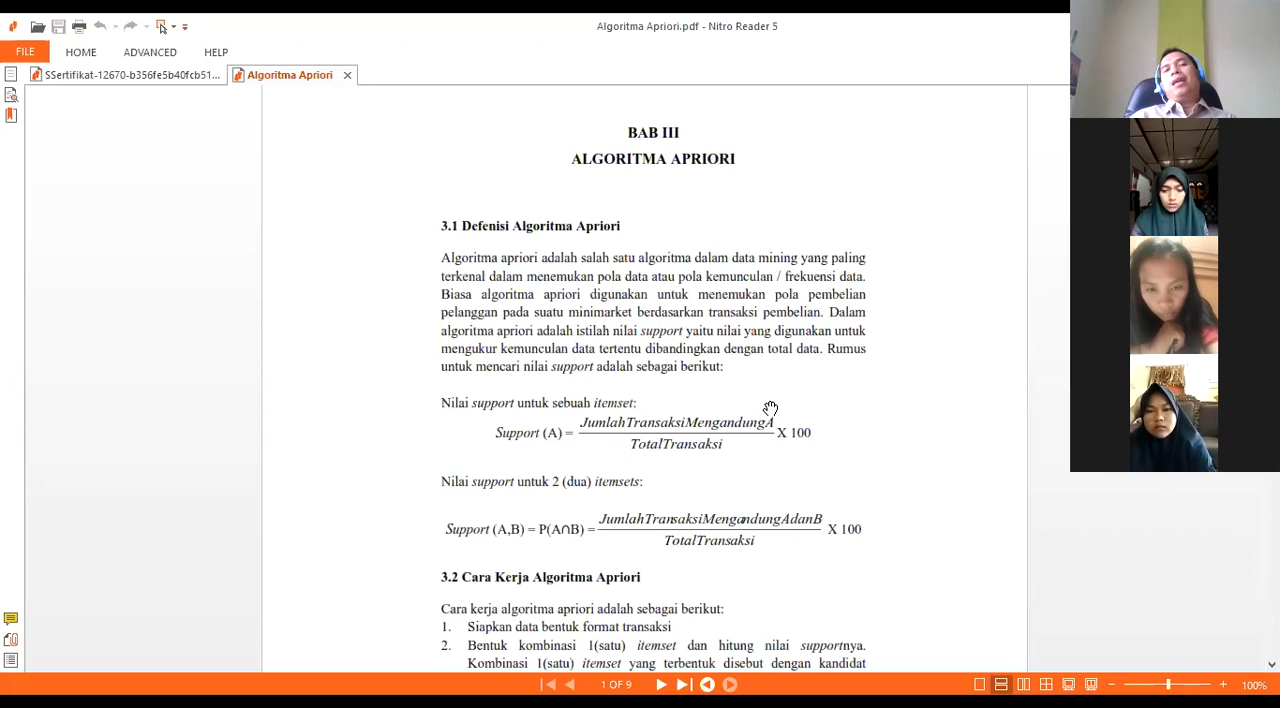 Algoritma Apriori.pdf - Nitro Reader 5
FILE HOME ADVANCED HELP
SSertifikat-12670-b356fe5b40fcb51... Algoritma Apriori
BAB III
ALGORITMA APRIORI
3.1 Defenisi Algoritma Apriori
Algoritma apriori adalah salah satu algoritma dalam data mining yang paling
terkenal dalam menemukan pola data atau pola kemunculan / frekuensi data.
Biasa algoritma apriori digunakan untuk menemukan pola pembelian
pelanggan pada suatu minimarket berdasarkan transaksi pembelian. Dalam
algoritma apriori adalah istilah nilai support yaitu nilai yang digunakan untuk
mengukur kemunculan data tertentu dibandingkan dengan total data. Rumus
untuk mencari nilai support adalah sebagai berikut:
Nilai support untuk sebuah itemset:
JumlahTransaksiMengandungA
Support (A) = X 100
TotalTransaksi
Nilai support untuk 2 (dua) itemsets:
JumlahTransaksiMengandungAdanB
Support (A,B) = P(A∩B) = X 100
TotalTransaksi
3.2 Cara Kerja Algoritma Apriori
Cara kerja algoritma apriori adalah sebagai berikut:
1. Siapkan data bentuk format transaksi
2. Bentuk kombinasi 1(satu) itemset dan hitung nilai supportnya.
Kombinasi 1(satu) itemset yang terbentuk disebut dengan kandidat
1 OF 9
100%